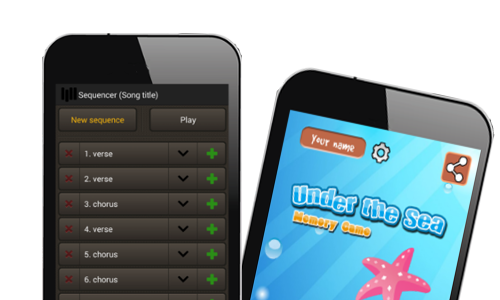 Sequencer (Song title)
New sequence
Play
1. verse
2. verse
3. chorus
4. verse
5. chorus
6. chorus
Your name
Under the Sea
Memory Game